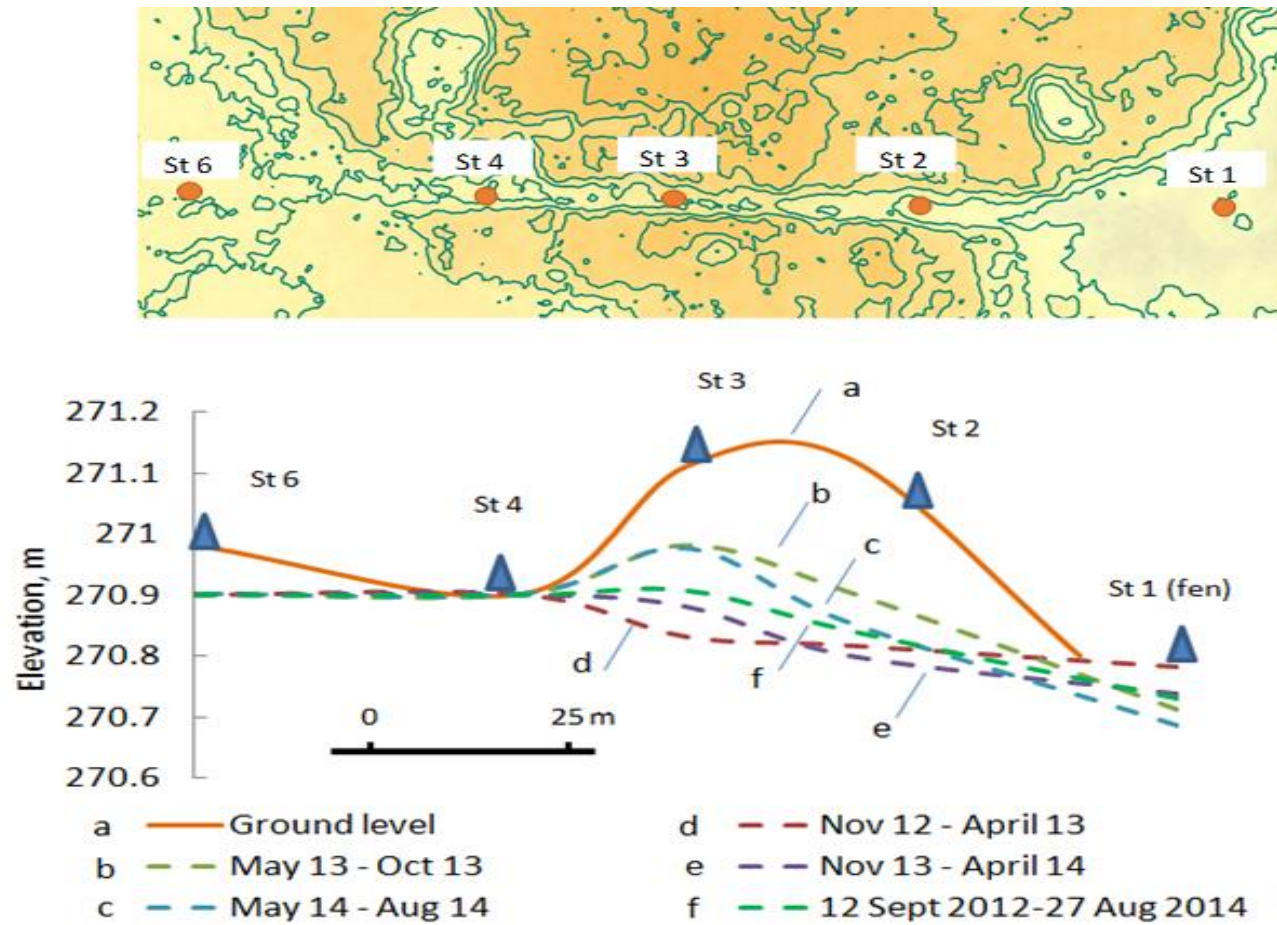 St 6
St 4
St 3
St 2
St 1
St 3
a
271.2
St 2
271.1
St 6
b
St 4
271
c
St 1 (fen)
270.9
Elevation, m
270.8
d
f
0
25 m
270.7
e
270.6
a Ground level
d Nov 12 - April 13
b May 13 - Oct 13
e Nov 13 - April 14
c May 14 - Aug 14
f 12 Sept 2012-27 Aug 2014